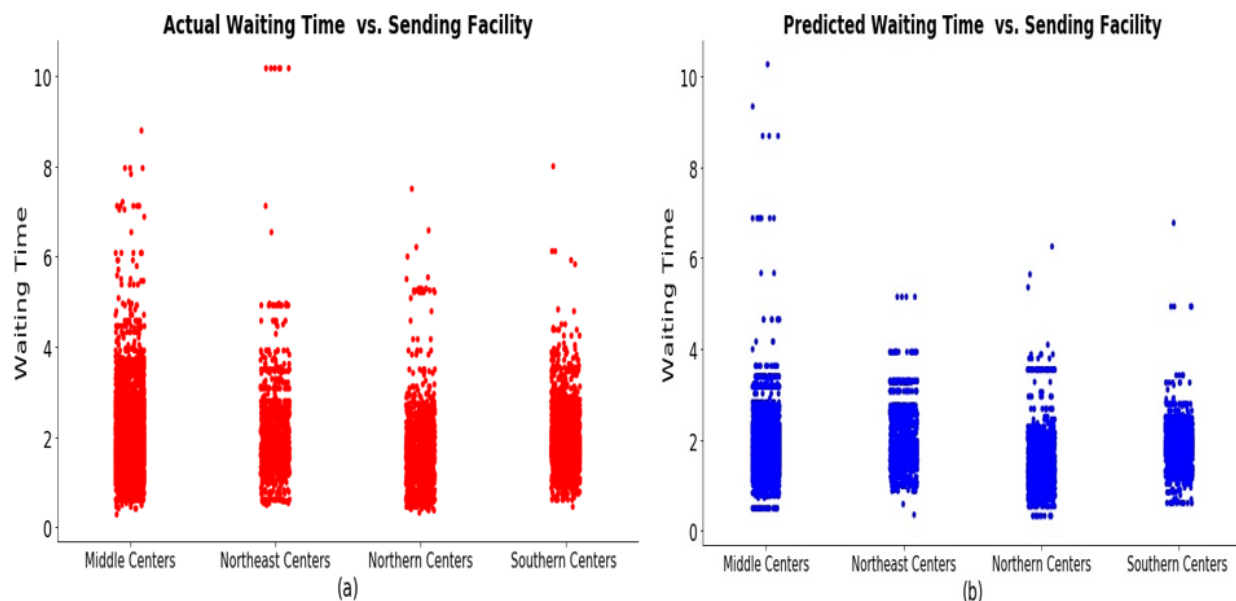 Actual Waiting Time vs. Sending Facility
Waiting Time
10
8
6
4
2
0
Middle Centers Northeast Centers Northern Centers Southern Centers
(a)
Predicted Waiting Time vs. Sending Facility
Waiting Time
10
8
6
4
2
0
Middle Centers Northeast Centers Northern Centers Southern Centers
(b)